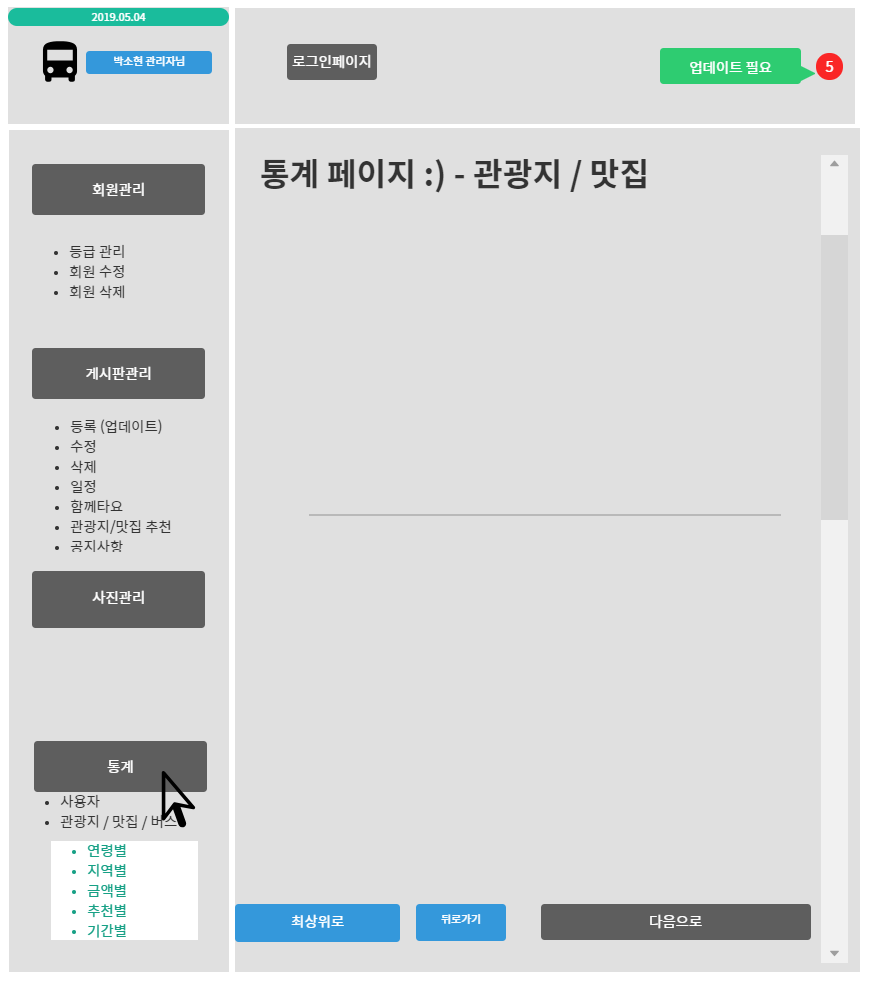 2019.05.04
박소현 관리자님
로그인페이지
업데이트 필요
5
통계 페이지 :) - 관광지 / 맛집
회원관리
등급 관리
회원 수정
회원 삭제
게시판관리
등록 (업데이트)
수정
삭제
일정
함께타요
관광지/맛집 추천
공지사항
사진관리
통계
사용자
관광지 / 맛집 / 버스
연령별
지역별
금액별
추천별
기간별
최상위로
뒤로가기
다음으로